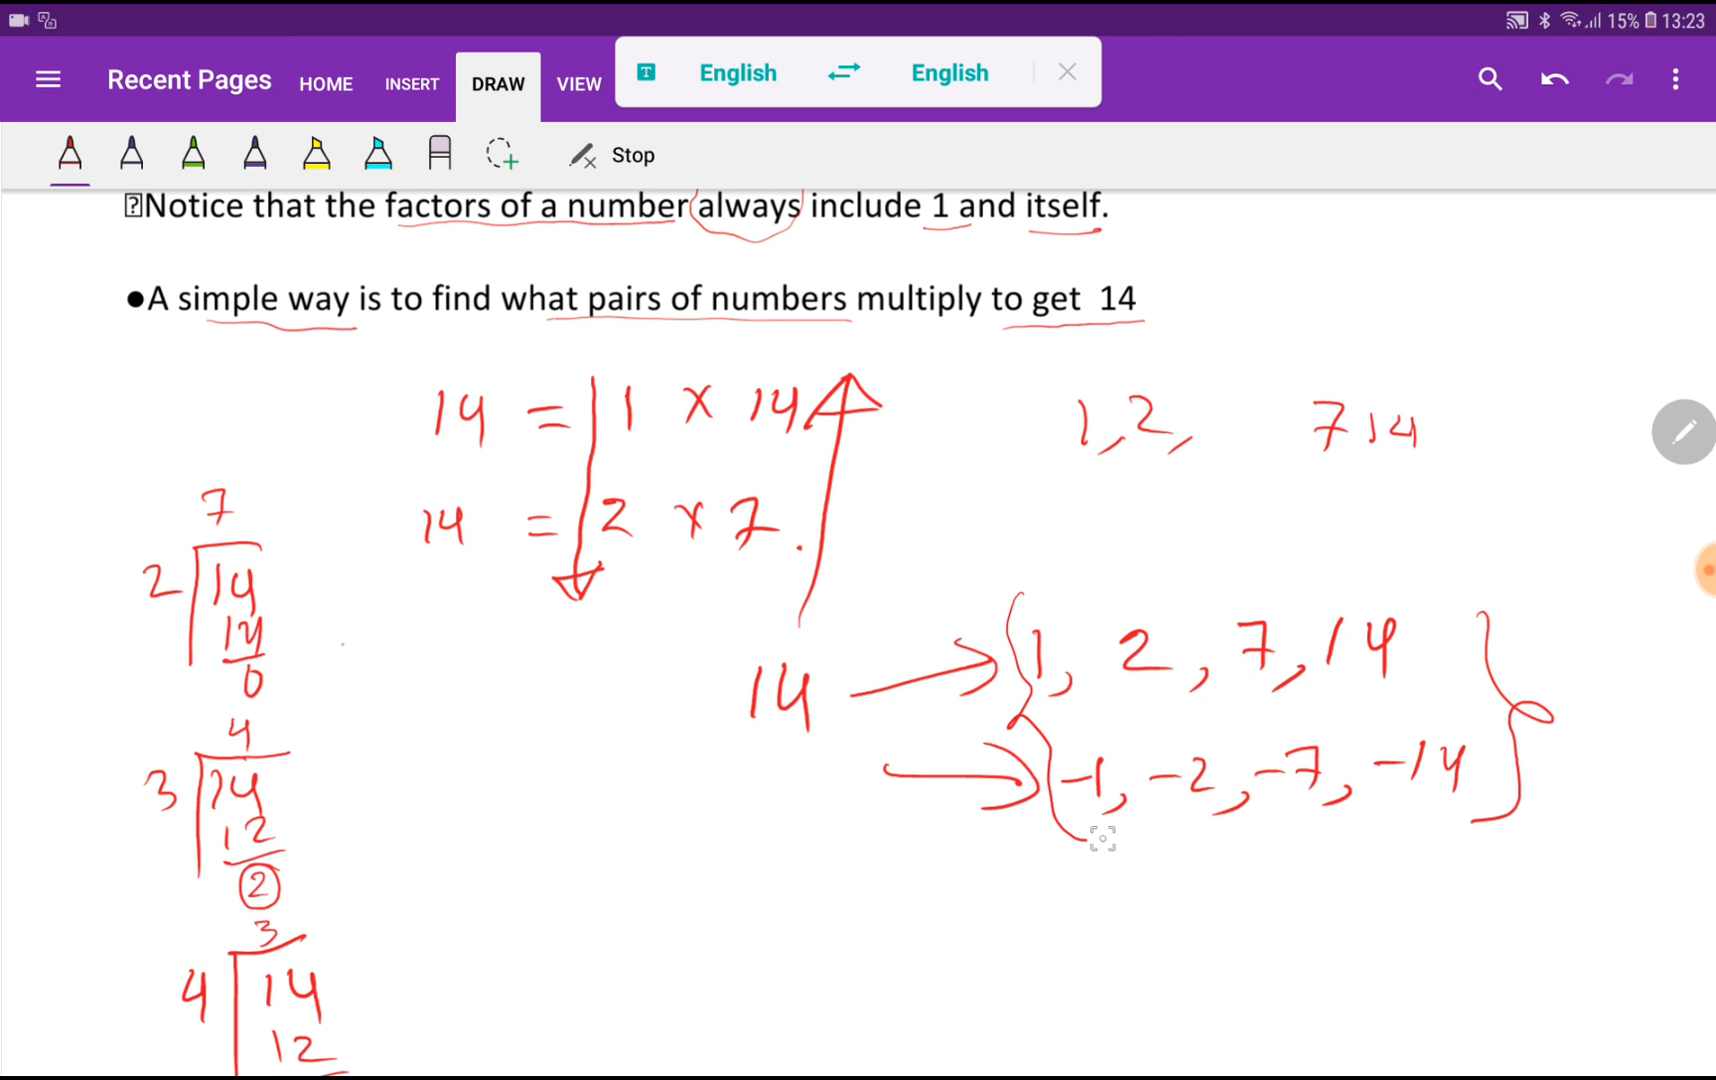 15% 13:23
Recent Pages HOME INSERT DRAW VIEW English English
Stop
Notice that the factors of a number always include 1 and itself.
●A simple way is to find what pairs of numbers multiply to get 14
14 = 1 × 14
1, 2, 7 14
14 = 2 × 7.
7
2 14
14
0
14 → 1, 2, 7, 14
→ -1, -2, -7, -14
4
3 14
12
2
3
4 14
12